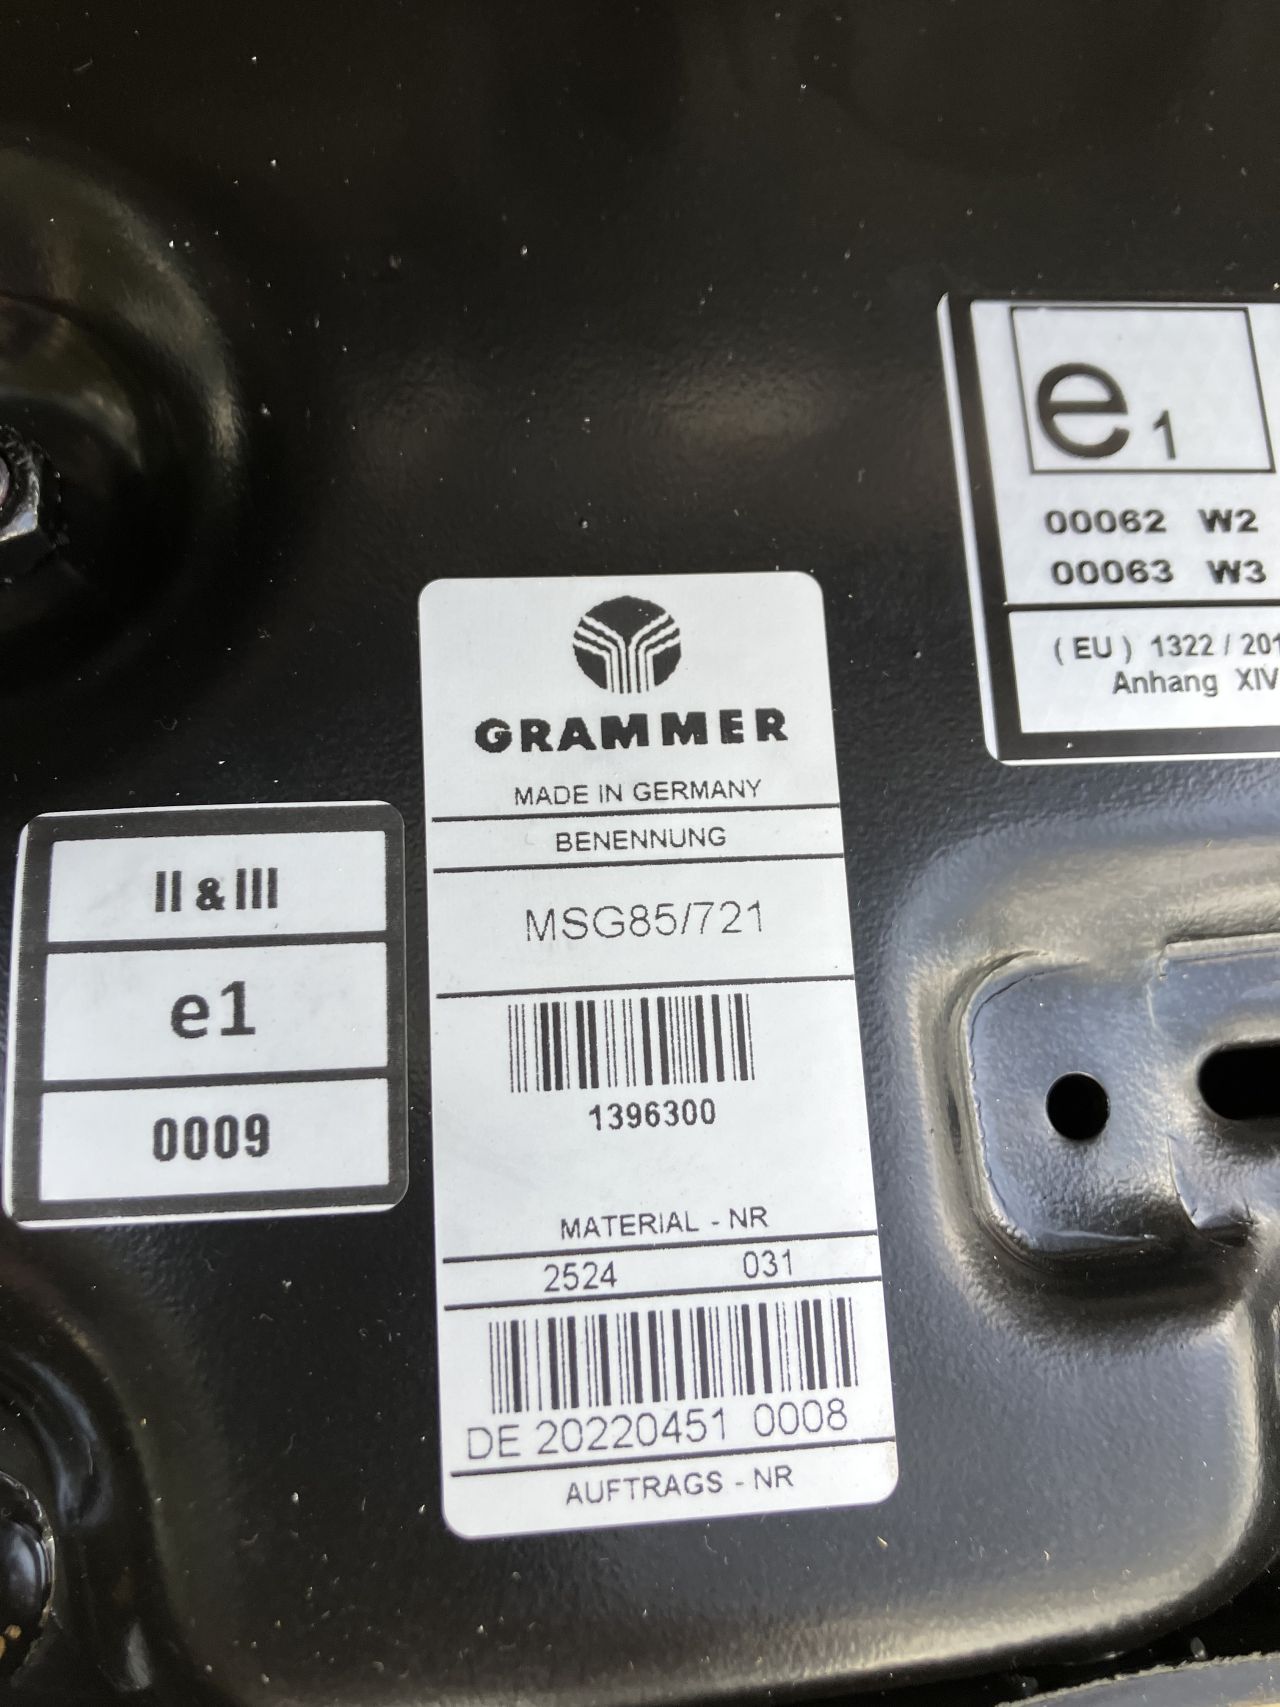 e1
00062 W2
00063 W3
( EU ) 1322 / 201
Anhang XIV
GRAMMER
MADE IN GERMANY
BENENNUNG
MSG85/721
1396300
MATERIAL - NR
2524 031
DE 20220451 0008
AUFTRAGS - NR
II & III
e1
0009